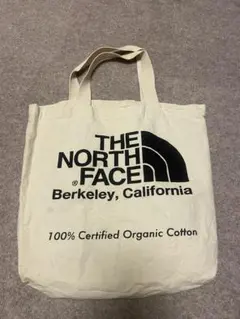 THE
NORTH
® FACE
Berkeley, California
100% Certified Organic Cotton